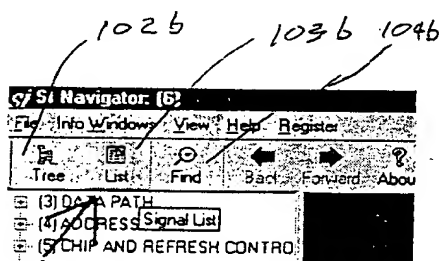 102b 103b 104b
SI Navigator: (6)
File Info Windows View Help Register
Tree List Find Back Forward Abou
(3) DATA PATH
(4) ADDRESS Signal List
(5) CHIP AND REFRESH CONTRO